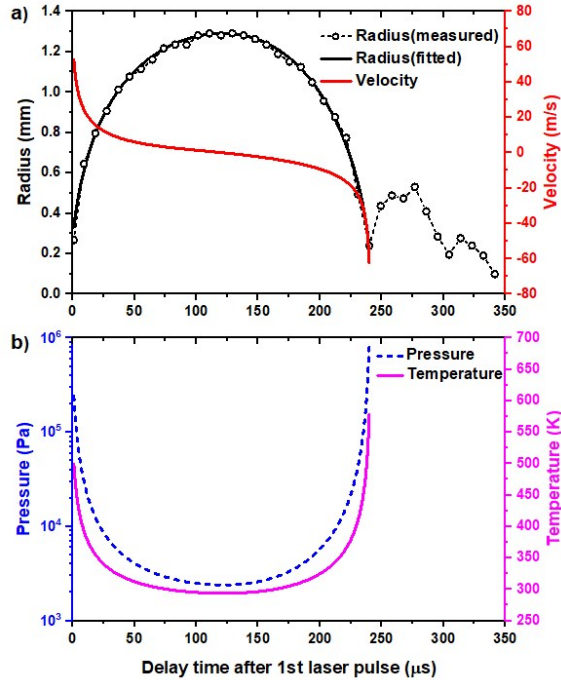 a)
Radius(measured)
Radius(fitted)
Velocity
1.4
1.2
1.0
0.8
0.6
0.4
0.2
0.0
Radius (mm)
80
60
40
20
0
-20
-40
-60
-80
Velocity (m/s)
0 50 100 150 200 250 300 350
b)
Pressure
Temperature
10^6
10^5
10^4
10^3
Pressure (Pa)
700
650
600
550
500
450
400
350
300
250
Temperature (K)
0 50 100 150 200 250 300 350
Delay time after 1st laser pulse (μs)